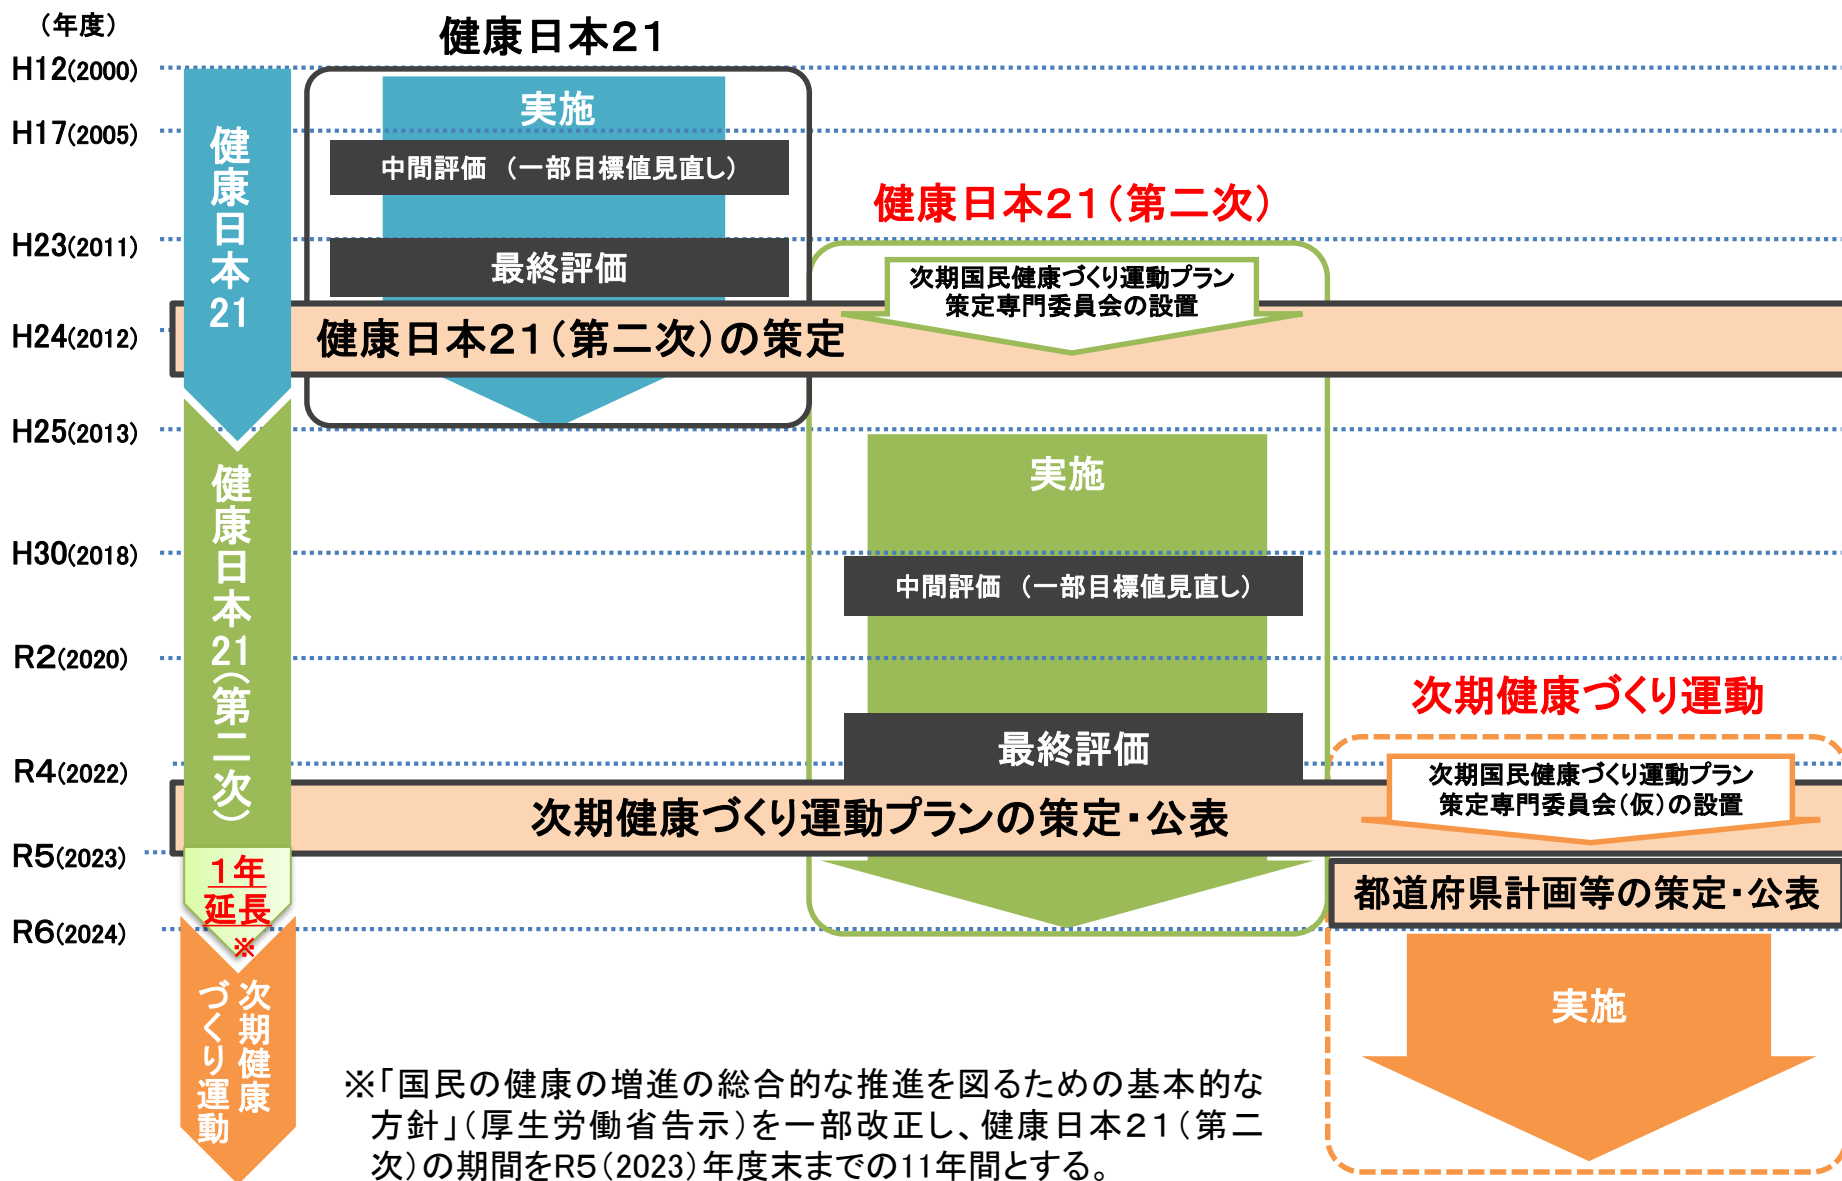 （年度）
H12(2000)
H17(2005)
H23(2011)
H24(2012)
H25(2013)
H30(2018)
R2(2020)
R4(2022)
R5(2023)
R6(2024)
健康日本21
健康日本21（第二次）
１年
延長
※
次期健康
づくり運動
健康日本２１
実施
中間評価 （一部目標値見直し）
最終評価
健康日本２１（第二次）の策定
健康日本２１（第二次）
次期国民健康づくり運動プラン
策定専門委員会の設置
実施
中間評価 （一部目標値見直し）
最終評価
次期健康づくり運動プランの策定・公表
次期健康づくり運動
次期国民健康づくり運動プラン
策定専門委員会（仮）の設置
都道府県計画等の策定・公表
実施
※「国民の健康の増進の総合的な推進を図るための基本的な
方針」（厚生労働省告示）を一部改正し、健康日本２１（第二
次）の期間をR5（2023）年度末までの11年間とする。